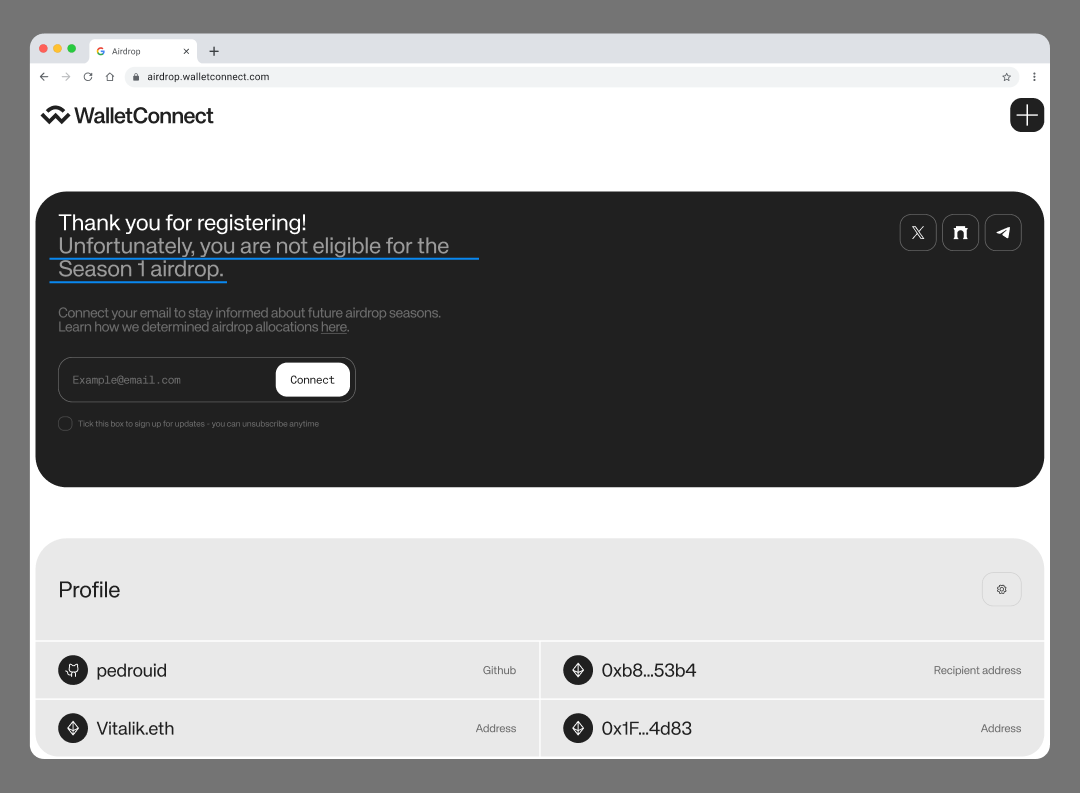 Airdrop
airdrop.walletconnect.com
WalletConnect
Thank you for registering!
Unfortunately, you are not eligible for the
Season 1 airdrop.
Connect your email to stay informed about future airdrop seasons.
Learn how we determined airdrop allocations here.
Example@email.com
Connect
Tick this box to sign up for updates - you can unsubscribe anytime
Profile
pedrouid Github
0xb8...53b4 Recipient address
Vitalik.eth Address
0x1F...4d83 Address